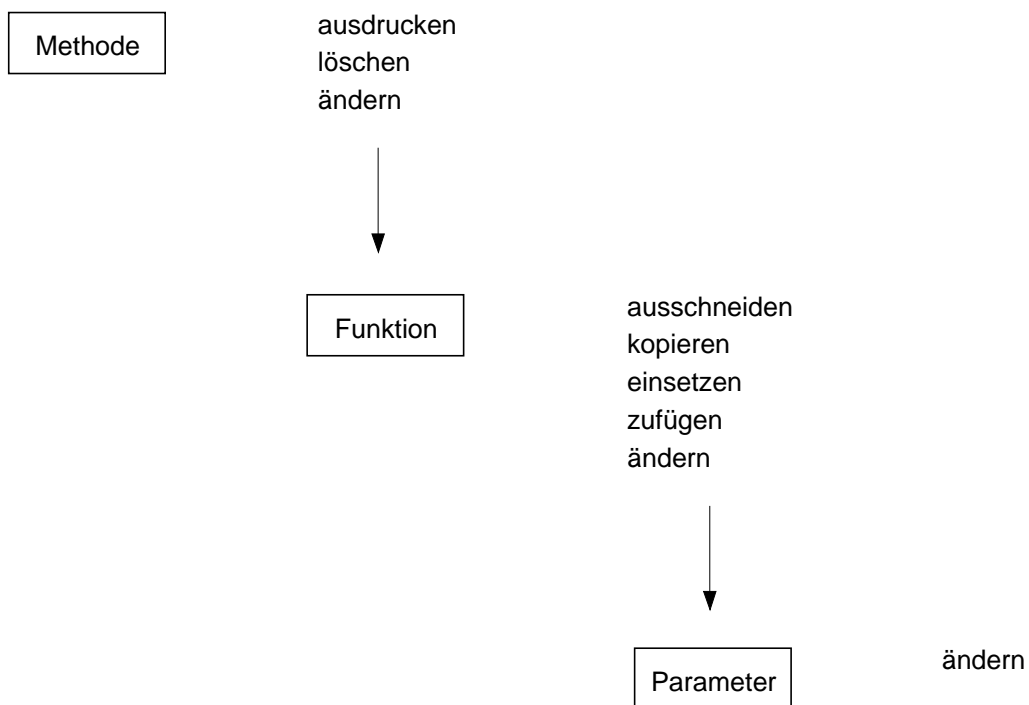 Methode
ausdrucken
löschen
ändern
Funktion
ausschneiden
kopieren
einsetzen
zufügen
ändern
Parameter
ändern